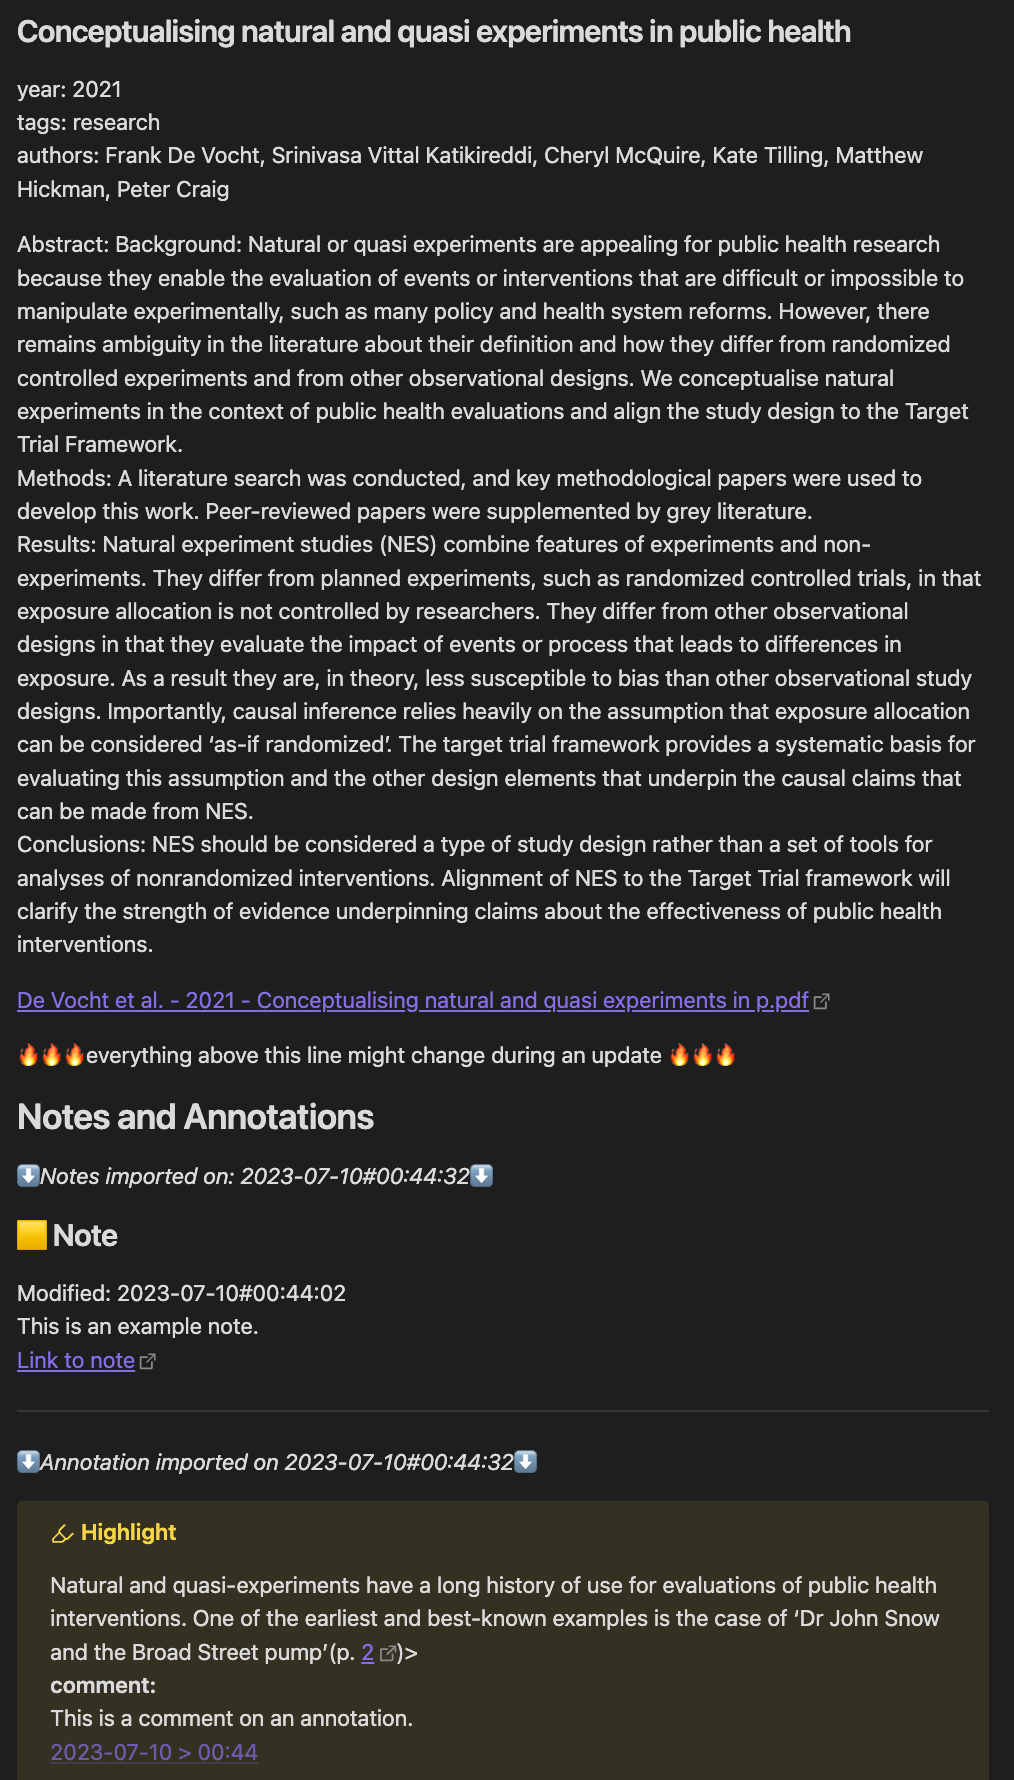 Conceptualising natural and quasi experiments in public health
year: 2021
tags: research
authors: Frank De Vocht, Srinivasa Vittal Katikireddi, Cheryl McQuire, Kate Tilling, Matthew
Hickman, Peter Craig
Abstract: Background: Natural or quasi experiments are appealing for public health research
because they enable the evaluation of events or interventions that are difficult or impossible to
manipulate experimentally, such as many policy and health system reforms. However, there
remains ambiguity in the literature about their definition and how they differ from randomized
controlled experiments and from other observational designs. We conceptualise natural
experiments in the context of public health evaluations and align the study design to the Target
Trial Framework.
Methods: A literature search was conducted, and key methodological papers were used to
develop this work. Peer-reviewed papers were supplemented by grey literature.
Results: Natural experiment studies (NES) combine features of experiments and non-
experiments. They differ from planned experiments, such as randomized controlled trials, in that
exposure allocation is not controlled by researchers. They differ from other observational
designs in that they evaluate the impact of events or process that leads to differences in
exposure. As a result they are, in theory, less susceptible to bias than other observational study
designs. Importantly, causal inference relies heavily on the assumption that exposure allocation
can be considered ‘as-if randomized’. The target trial framework provides a systematic basis for
evaluating this assumption and the other design elements that underpin the causal claims that
can be made from NES.
Conclusions: NES should be considered a type of study design rather than a set of tools for
analyses of nonrandomized interventions. Alignment of NES to the Target Trial framework will
clarify the strength of evidence underpinning claims about the effectiveness of public health
interventions.
De Vocht et al. - 2021 - Conceptualising natural and quasi experiments in p.pdf
🔥🔥🔥everything above this line might change during an update 🔥🔥🔥
Notes and Annotations
⬇️Notes imported on: 2023-07-10#00:44:32⬇️
🟨 Note
Modified: 2023-07-10#00:44:02
This is an example note.
Link to note
⬇️Annotation imported on 2023-07-10#00:44:32⬇️
Highlight
Natural and quasi-experiments have a long history of use for evaluations of public health
interventions. One of the earliest and best-known examples is the case of ‘Dr John Snow
and the Broad Street pump’(p. 2)>
comment:
This is a comment on an annotation.
2023-07-10 > 00:44